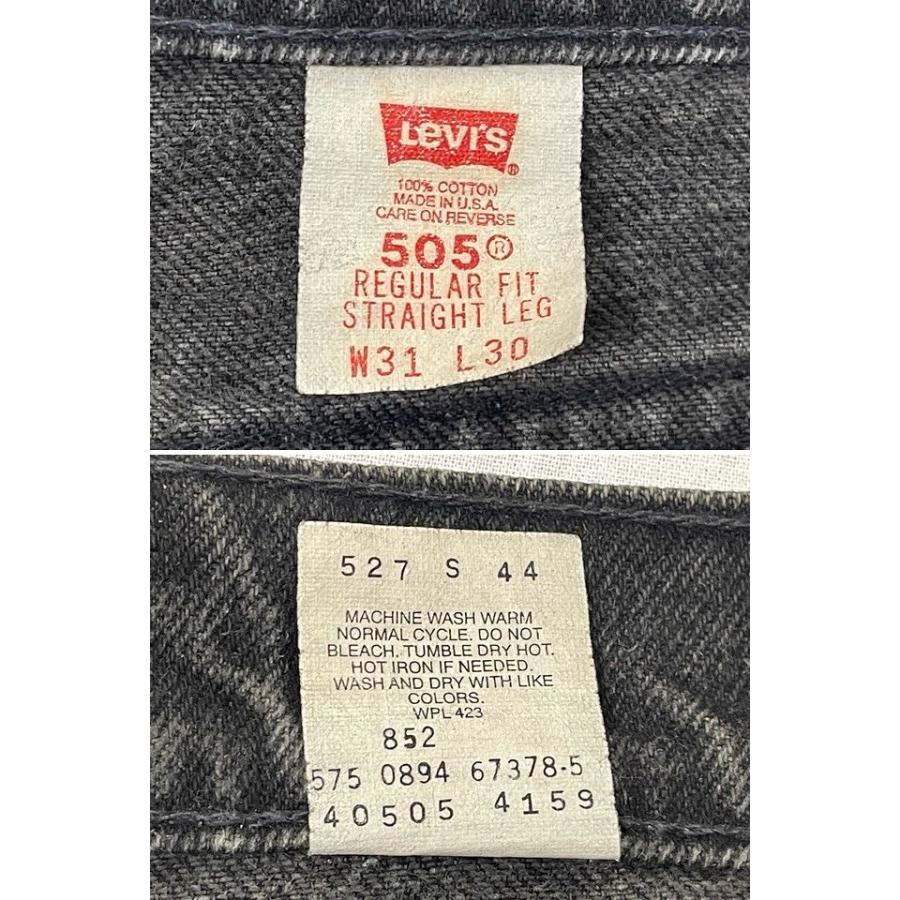 Levi's®
100% COTTON
MADE IN U.S.A.
CARE ON REVERSE
505®
REGULAR FIT
STRAIGHT LEG
W31 L30
527 S 44
MACHINE WASH WARM
NORMAL CYCLE. DO NOT
BLEACH. TUMBLE DRY HOT.
HOT IRON IF NEEDED.
WASH AND DRY WITH LIKE
COLORS.
WPL 423
852
575 0894 67378-5
40505 4159